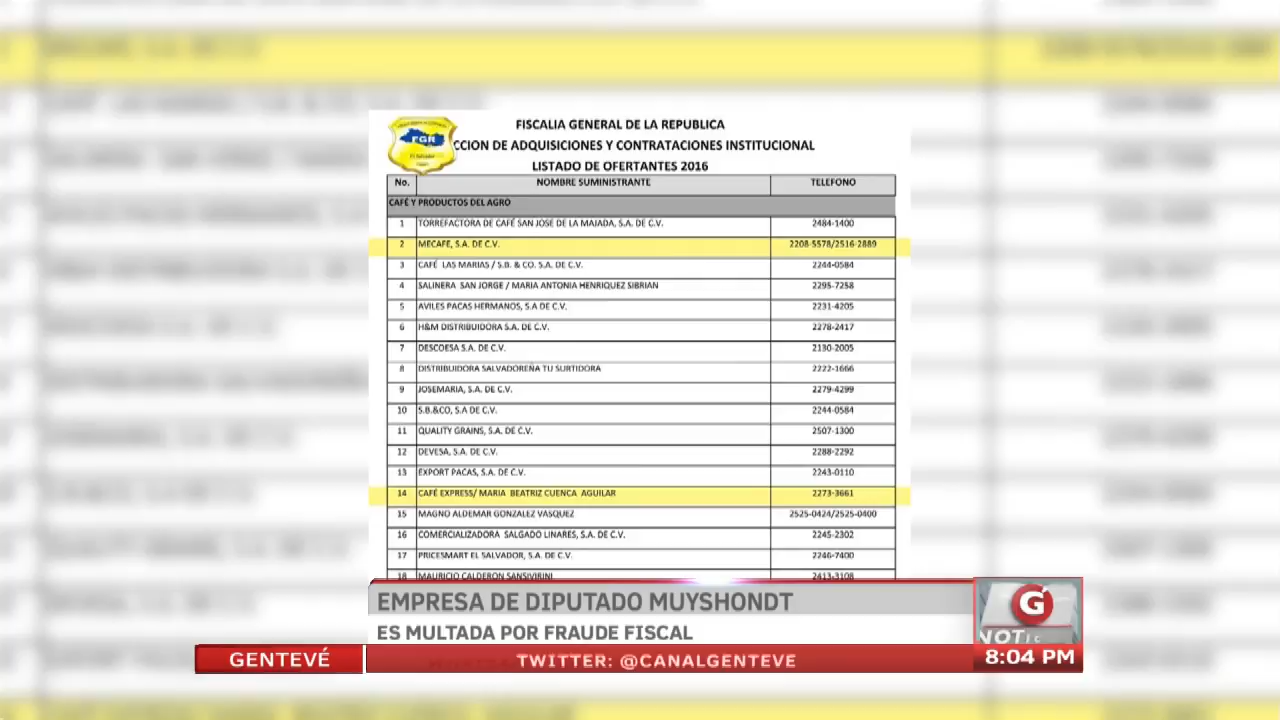 FISCALIA GENERAL DE LA REPUBLICA
CCION DE ADQUISICIONES Y CONTRATACIONES INSTITUCIONAL
LISTADO DE OFERTANTES 2016
FGR
No. NOMBRE SUMINISTRANTE TELEFONO
CAFÉ Y PRODUCTOS DEL AGRO
1 TORREFACTORA DE CAFÉ SAN JOSE DE LA MAJADA, S.A. DE C.V. 2484-1400
2 MECAFE, S.A. DE C.V. 2208-5578/2516-2889
3 CAFÉ LAS MARIAS / S.B. & CO. S.A. DE C.V. 2244-0584
4 SALINERA SAN JORGE / MARIA ANTONIA HENRIQUEZ SIBRIAN 2295-7258
5 AVILES PACAS HERMANOS, S.A DE C.V. 2231-4205
6 H&M DISTRIBUIDORA S.A. DE C.V. 2278-2417
7 DESCOESA S.A. DE C.V. 2130-2005
8 DISTRIBUIDORA SALVADOREÑA TU SURTIDORA 2222-1666
9 JOSEMARIA, S.A. DE C.V. 2279-4299
10 S.B.&CO, S.A DE C.V. 2244-0584
11 QUALITY GRAINS, S.A. DE C.V. 2507-1300
12 DEVESA, S.A. DE C.V. 2288-2292
13 EXPORT PACAS, S.A. DE C.V. 2243-0110
14 CAFÉ EXPRESS/ MARIA BEATRIZ CUENCA AGUILAR 2273-3661
15 MAGNO ALDEMAR GONZALEZ VASQUEZ 2525-0424/2525-0400
16 COMERCIALIZADORA SALGADO LINARES, S.A. DE C.V. 2245-2302
17 PRICESMART EL SALVADOR, S.A. DE C.V. 2246-7400
18 MAURICIO CALDERON SANSIVIRINI 2413-3108
EMPRESA DE DIPUTADO MUYSHONDT
ES MULTADA POR FRAUDE FISCAL
G
NOTIC
GENTEVÉ
TWITTER: @CANALGENTEVE
8:04 PM